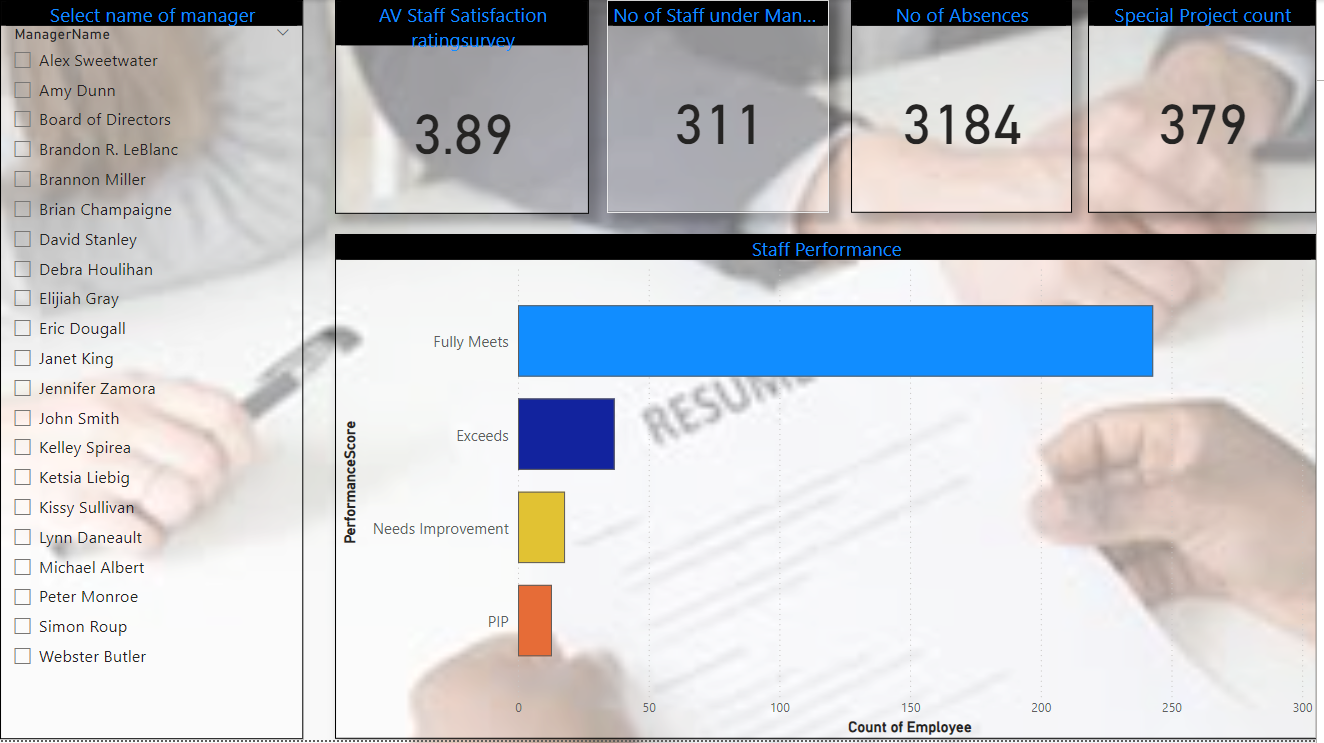 Select name of manager
ManagerName
Alex Sweetwater
Amy Dunn
Board of Directors
Brandon R. LeBlanc
Brannon Miller
Brian Champaigne
David Stanley
Debra Houlihan
Elijiah Gray
Eric Dougall
Janet King
Jennifer Zamora
John Smith
Kelley Spirea
Ketsia Liebig
Kissy Sullivan
Lynn Daneault
Michael Albert
Peter Monroe
Simon Roup
Webster Butler
AV Staff Satisfaction
ratingsurvey
3.89
No of Staff under Man...
311
No of Absences
3184
Special Project count
379
Staff Performance
PerformanceScore
Fully Meets
Exceeds
Needs Improvement
PIP
RESUME
0 50 100 150 200 250 300
Count of Employee